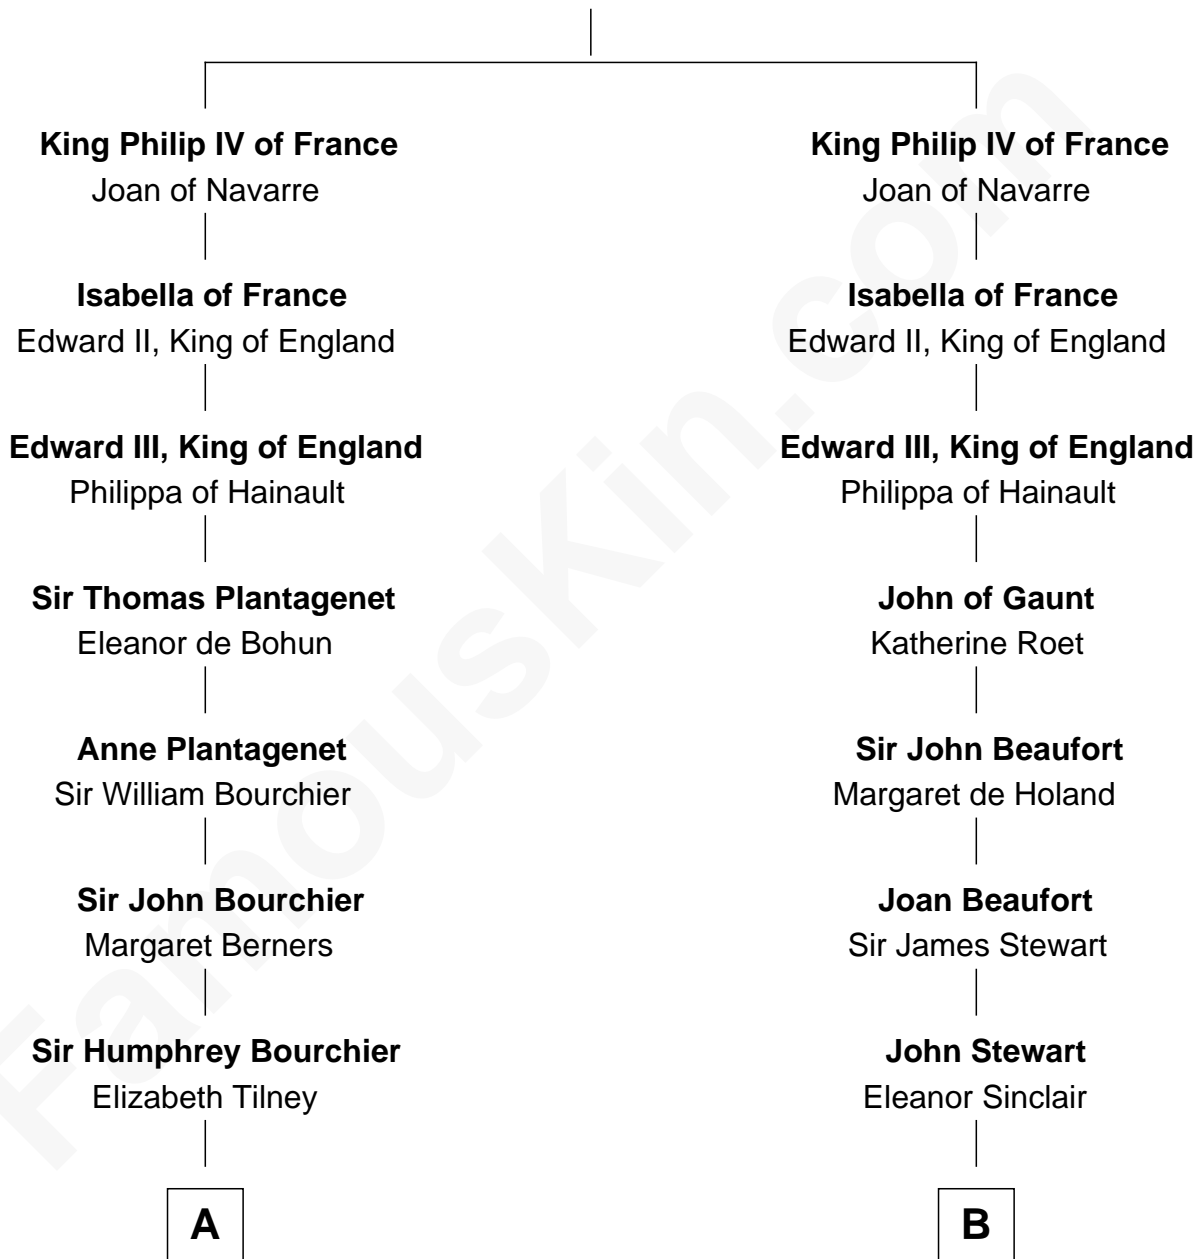 King Philip IV of France
Joan of Navarre
Isabella of France
Edward II, King of England
Edward III, King of England
Philippa of Hainault
Sir Thomas Plantagenet
Eleanor de Bohun
Anne Plantagenet
Sir William Bourchier
Sir John Bourchier
Margaret Berners
Sir Humphrey Bourchier
Elizabeth Tilney
A
King Philip IV of France
Joan of Navarre
Isabella of France
Edward II, King of England
Edward III, King of England
Philippa of Hainault
John of Gaunt
Katherine Roet
Sir John Beaufort
Margaret de Holand
Joan Beaufort
Sir James Stewart
John Stewart
Eleanor Sinclair
B
FamousKin.com